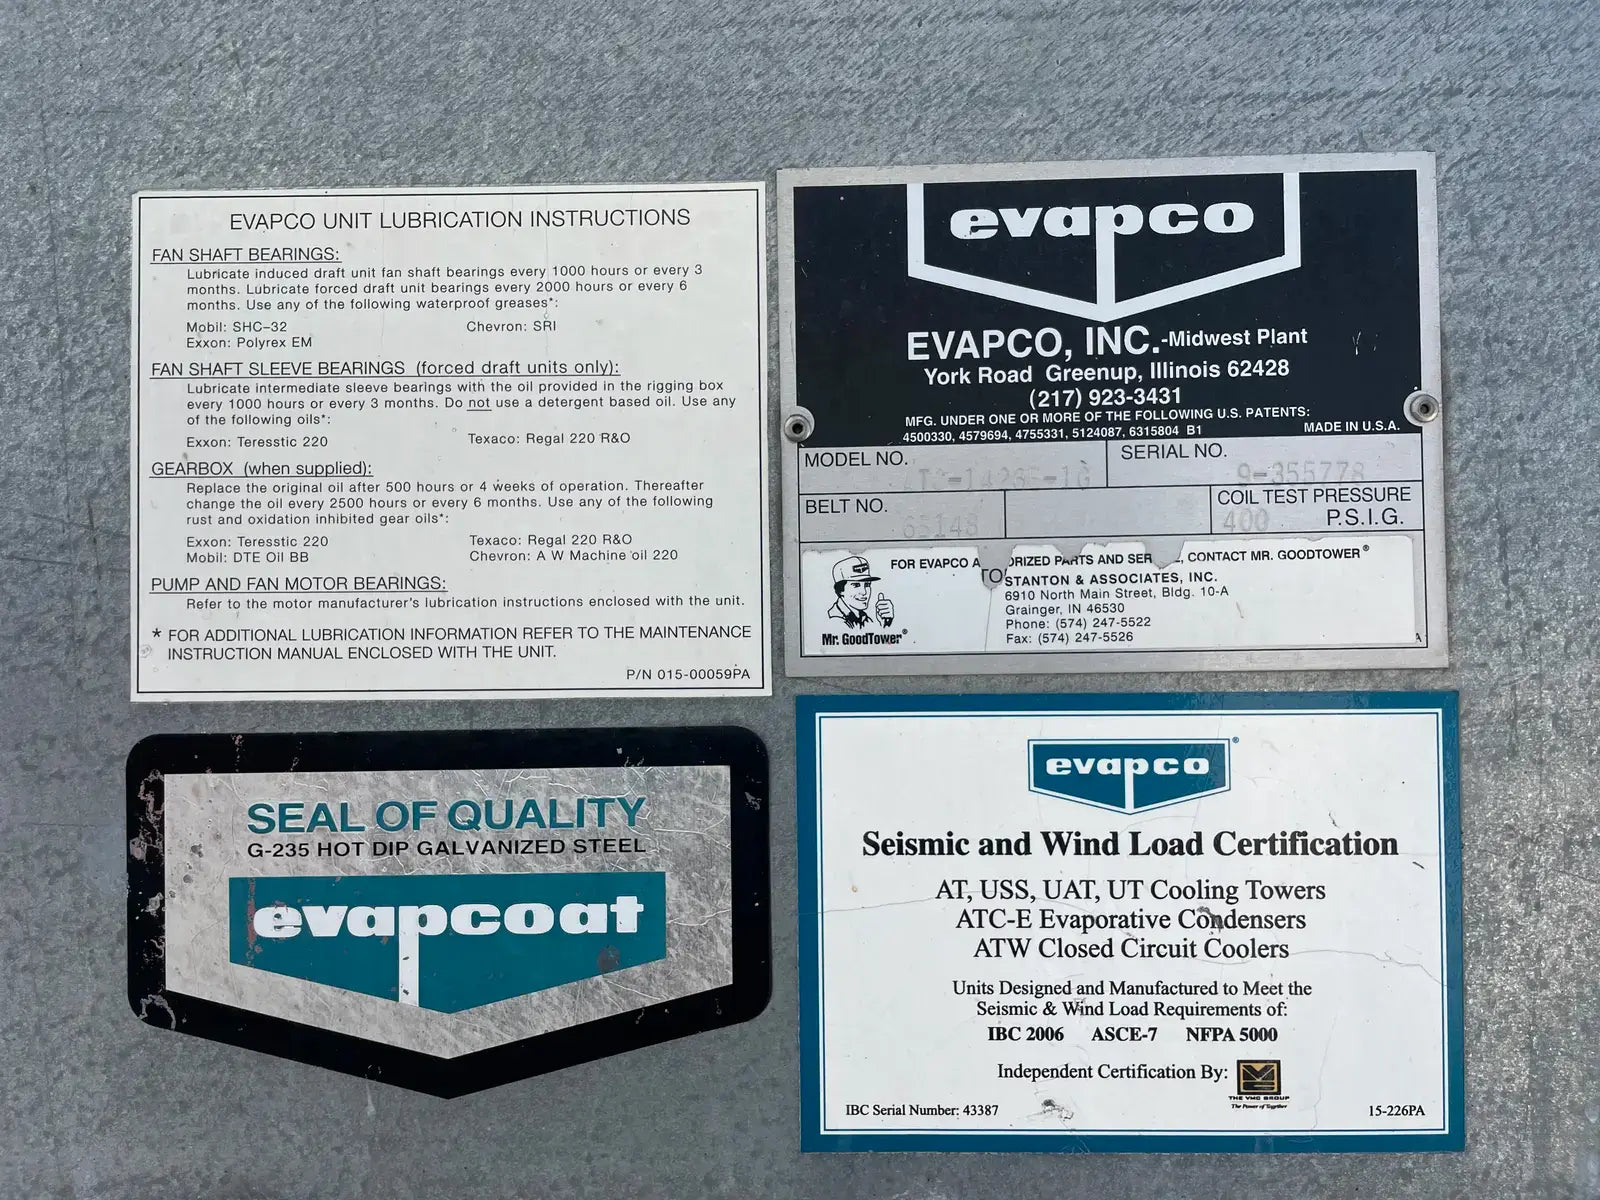 EVAPCO UNIT LUBRICATION INSTRUCTIONS
FAN SHAFT BEARINGS:
Lubricate induced draft unit fan shaft bearings every 1000 hours or every 3
months. Lubricate forced draft unit bearings every 2000 hours or every 6
months. Use any of the following waterproof greases*:
Mobil: SHC-32 Chevron: SRI
Exxon: Polyrex EM
FAN SHAFT SLEEVE BEARINGS (forced draft units only):
Lubricate intermediate sleeve bearings with the oil provided in the rigging box
every 1000 hours or every 3 months. Do not use a detergent based oil. Use any
of the following oils*:
Exxon: Teresstic 220 Texaco: Regal 220 R&O
GEARBOX (when supplied):
Replace the original oil after 500 hours or 4 weeks of operation. Thereafter
change the oil every 2500 hours or every 6 months. Use any of the following
rust and oxidation inhibited gear oils*:
Exxon: Teresstic 220 Texaco: Regal 220 R&O
Mobil: DTE Oil BB Chevron: A W Machine oil 220
PUMP AND FAN MOTOR BEARINGS:
Refer to the motor manufacturer's lubrication instructions enclosed with the unit.
* FOR ADDITIONAL LUBRICATION INFORMATION REFER TO THE MAINTENANCE
INSTRUCTION MANUAL ENCLOSED WITH THE UNIT.
P/N 015-00059PA
evapco
EVAPCO, INC.-Midwest Plant
York Road Greenup, Illinois 62428
(217) 923-3431
MFG. UNDER ONE OR MORE OF THE FOLLOWING U.S. PATENTS:
4500330, 4579694, 4755331, 5124087, 6315804 B1 MADE IN U.S.A.
MODEL NO. SERIAL NO. 9-355778
BELT NO. 65148 COIL TEST PRESSURE
400 P.S.I.G.
FOR EVAPCO A ORIZED PARTS AND SER , CONTACT MR. GOODTOWER®
TO
STANTON & ASSOCIATES, INC.
6910 North Main Street, Bldg. 10-A
Grainger, IN 46530
Phone: (574) 247-5522
Fax: (574) 247-5526
Mr. GoodTower®
SEAL OF QUALITY
G-235 HOT DIP GALVANIZED STEEL
evapcoat
evapco®
Seismic and Wind Load Certification
AT, USS, UAT, UT Cooling Towers
ATC-E Evaporative Condensers
ATW Closed Circuit Coolers
Units Designed and Manufactured to Meet the
Seismic & Wind Load Requirements of:
IBC 2006 ASCE-7 NFPA 5000
Independent Certification By:
THE VMC GROUP
The Power of Together
IBC Serial Number: 43387 15-226PA